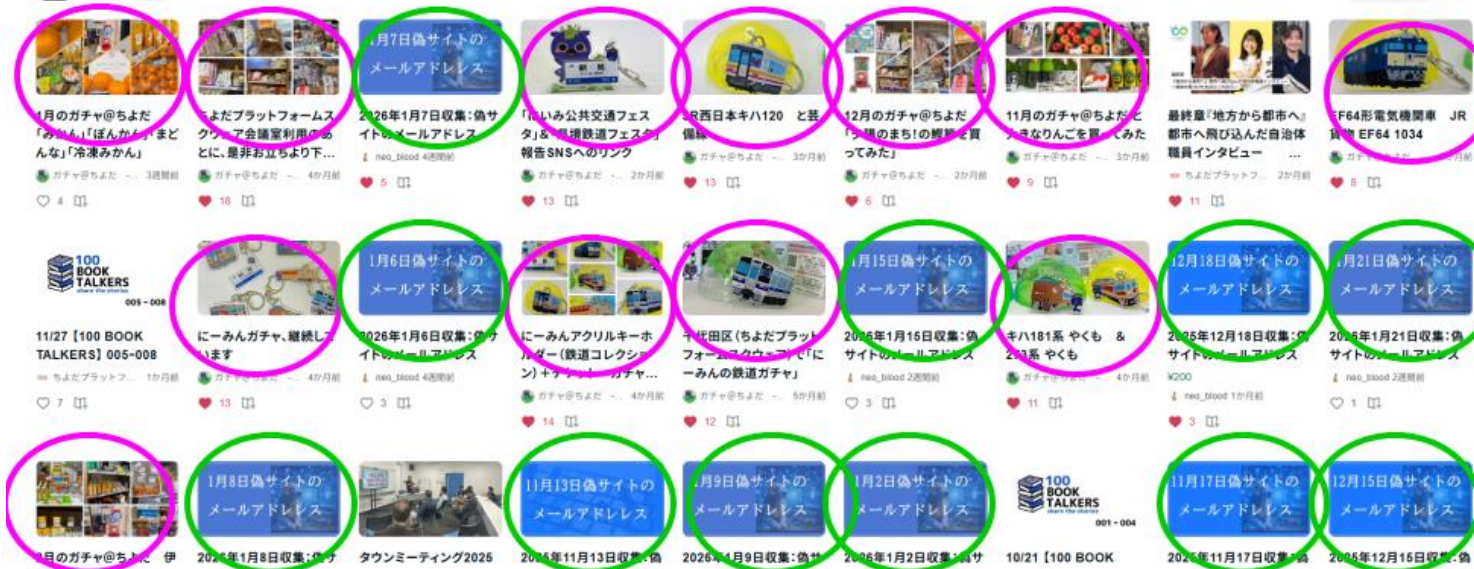 1月7日偽サイトの
メールアドレス
1月のガチャ@ちよだ
「みかん」「ぽんかん」「まど
んな」「冷凍みかん」
ガチャ@ちよだ -... 3週間前
4
ちよだプラットフォームス
クウェア会議室利用のあ
とに、是非お立ちより下...
ガチャ@ちよだ -... 4か月前
18
2026年1月7日収集:偽サ
イトのメールアドレス
neo_blood 4週間前
5
「にいみ公共交通フェス
タ」&「県境鉄道フェスタ」
報告SNSへのリンク
ガチャ@ちよだ -... 2か月前
13
JR西日本キハ120 と芸
備線
ガチャ@ちよだ -... 3か月前
13
12月のガチャ@ちよだ
ってみた」
ガチャ@ちよだ -... 2か月前
6
11月のガチャ@ちよだ と
大きなりんごを買ってみた
ガチャ@ちよだ -... 3か月前
9
最終章『地方から都市へ』
都市へ飛び込んだ自治体
職員インタビュー ...
ちよだプラットフ... 2か月前
11
EF64形電気機関車 JR
貨物 EF64 1034
8
100
BOOK
TALKERS
share the stories
005 - 008
11/27 [100 BOOK
TALKERS] 005-008
ちよだプラットフ... 1か月前
7
にーみんガチャ、継続して
います
ガチャ@ちよだ -... 4か月前
13
1月6日偽サイトの
メールアドレス
2026年1月6日収集:偽サ
イトのメールアドレス
neo_blood 4週間前
3
にーみんアクリルキーホ
ルダー(鉄道コレクショ
ガチャ@ちよだ -... 4か月前
14
千代田区(ちよだプラット
フォームスクウェア)で「に
ーみんの鉄道ガチャ」
ガチャ@ちよだ -... 5か月前
12
1月15日偽サイトの
メールアドレス
2026年1月15日収集:偽
サイトのメールアドレス
neo_blood 2週間前
3
キハ181系 やくも &
273系 やくも
ガチャ@ちよだ -... 4か月前
11
12月18日偽サイトの
メールアドレス
2025年12月18日収集:偽
サイトのメールアドレス
¥200
neo_blood 1か月前
3
1月21日偽サイトの
メールアドレス
2026年1月21日収集:偽
サイトのメールアドレス
neo_blood 2週間前
1
月のガチャ@ちよだ 伊
1月8日偽サイトの
メールアドレス
2026年1月8日収集:偽サ
タウンミーティング2025
11月13日偽サイトの
メールアドレス
2025年11月13日収集:偽
1月9日偽サイトの
メールアドレス
2026年1月9日収集:偽サ
1月2日偽サイトの
メールアドレス
2026年1月2日収集:偽サ
100
BOOK
TALKERS
share the stories
001 - 004
10/21 [100 BOOK
11月17日偽サイトの
メールアドレス
2025年11月17日収集:偽
12月15日偽サイトの
メールアドレス
2025年12月15日収集:偽